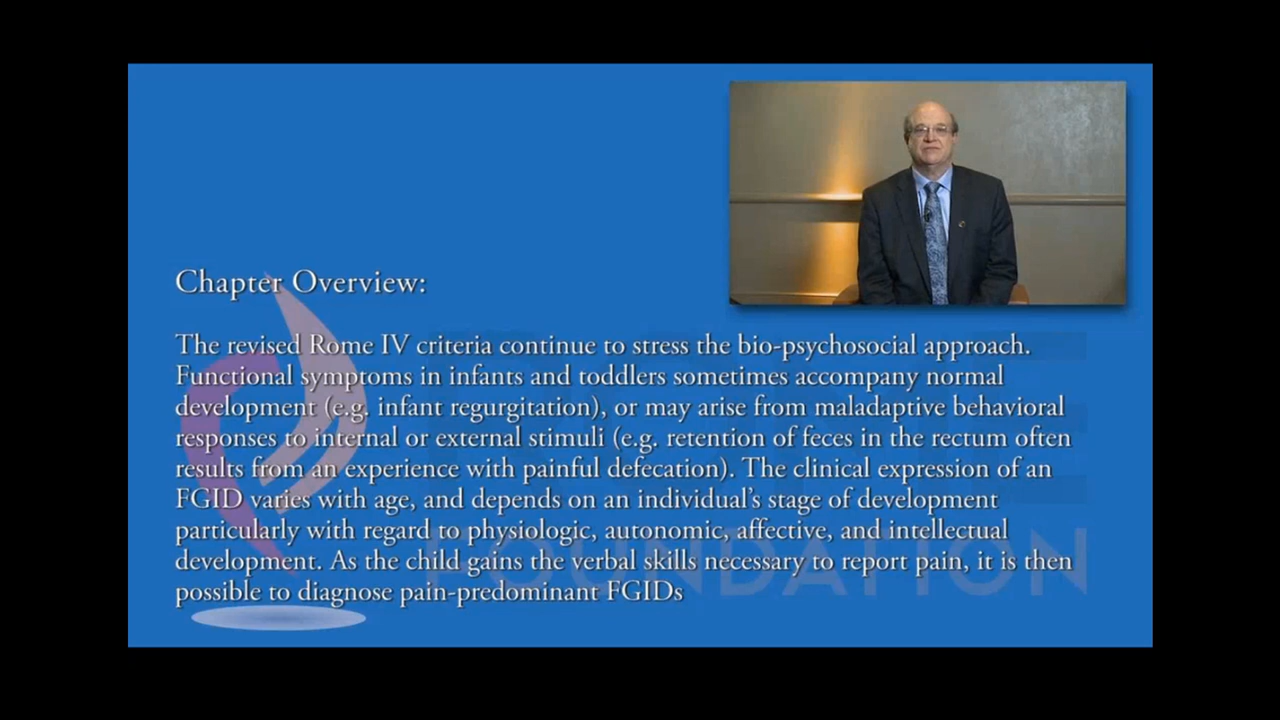 Chapter Overview:
The revised Rome IV criteria continue to stress the bio-psychosocial approach.
Functional symptoms in infants and toddlers sometimes accompany normal
development (e.g. infant regurgitation), or may arise from maladaptive behavioral
responses to internal or external stimuli (e.g. retention of feces in the rectum often
results from an experience with painful defecation). The clinical expression of an
FGID varies with age, and depends on an individual’s stage of development
particularly with regard to physiologic, autonomic, affective, and intellectual
development. As the child gains the verbal skills necessary to report pain, it is then
possible to diagnose pain-predominant FGIDs
ROME
FOUNDATION